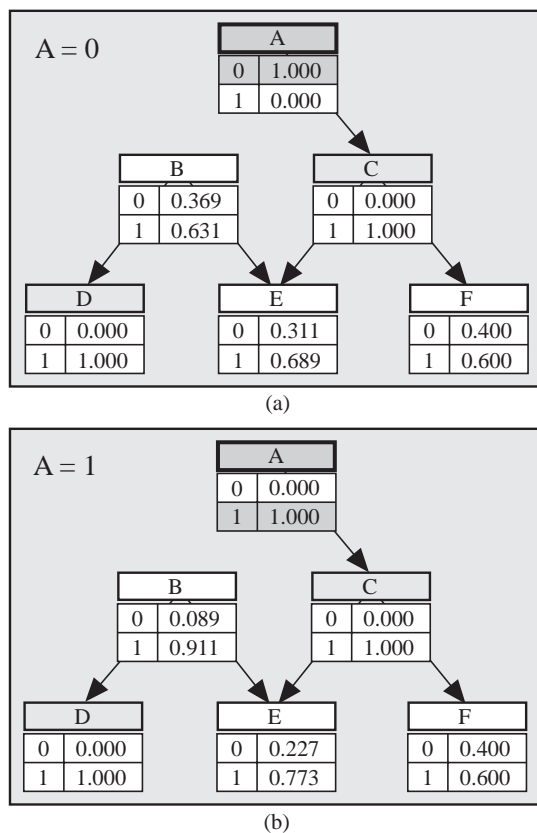 A = 0
A
0 1.000
1 0.000
B
0 0.369
1 0.631
C
0 0.000
1 1.000
D
0 0.000
1 1.000
E
0 0.311
1 0.689
F
0 0.400
1 0.600
(a)
A = 1
A
0 0.000
1 1.000
B
0 0.089
1 0.911
C
0 0.000
1 1.000
D
0 0.000
1 1.000
E
0 0.227
1 0.773
F
0 0.400
1 0.600
(b)